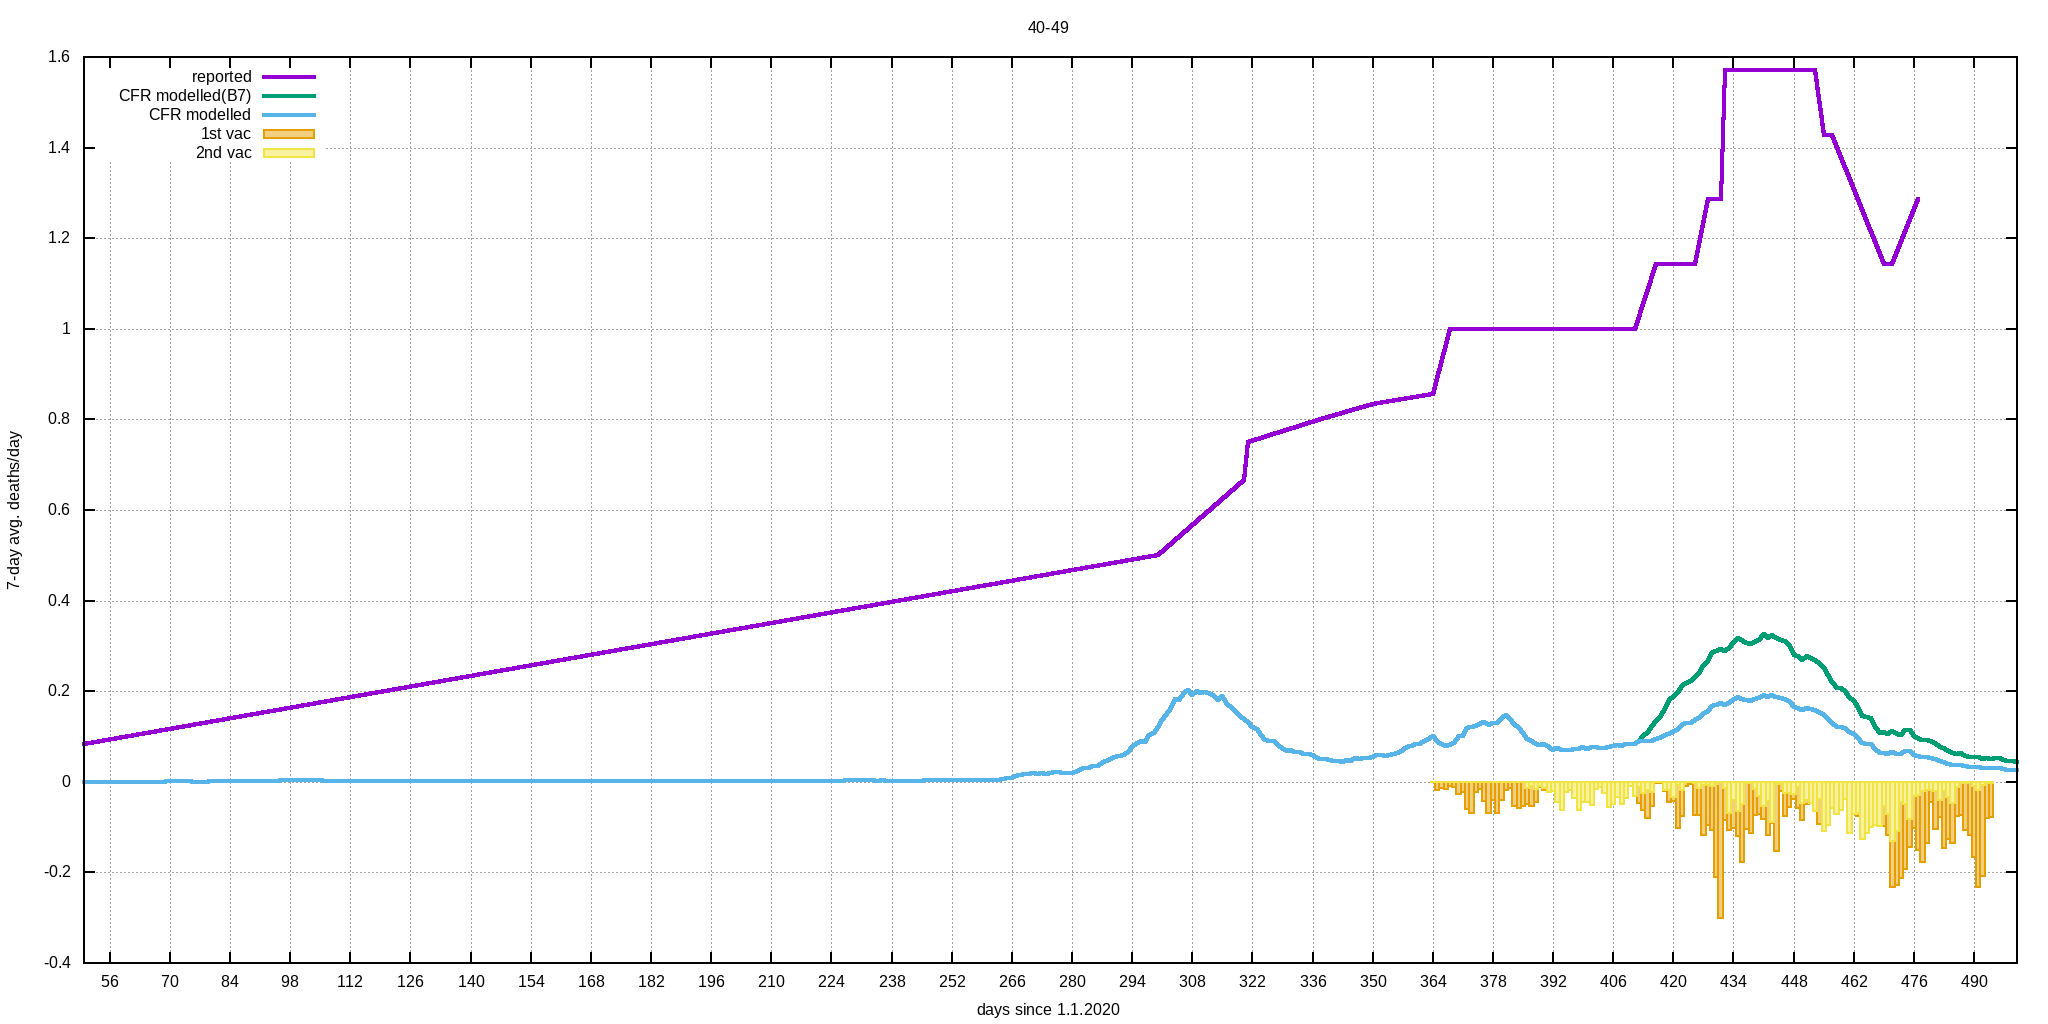 40-49
reported
CFR modelled(B7)
CFR modelled
1st vac
2nd vac
1.6
1.4
1.2
1
0.8
0.6
0.4
0.2
0
-0.2
-0.4
7-day avg. deaths/day
56 70 84 98 112 126 140 154 168 182 196 210 224 238 252 266 280 294 308 322 336 350 364 378 392 406 420 434 448 462 476 490
days since 1.1.2020